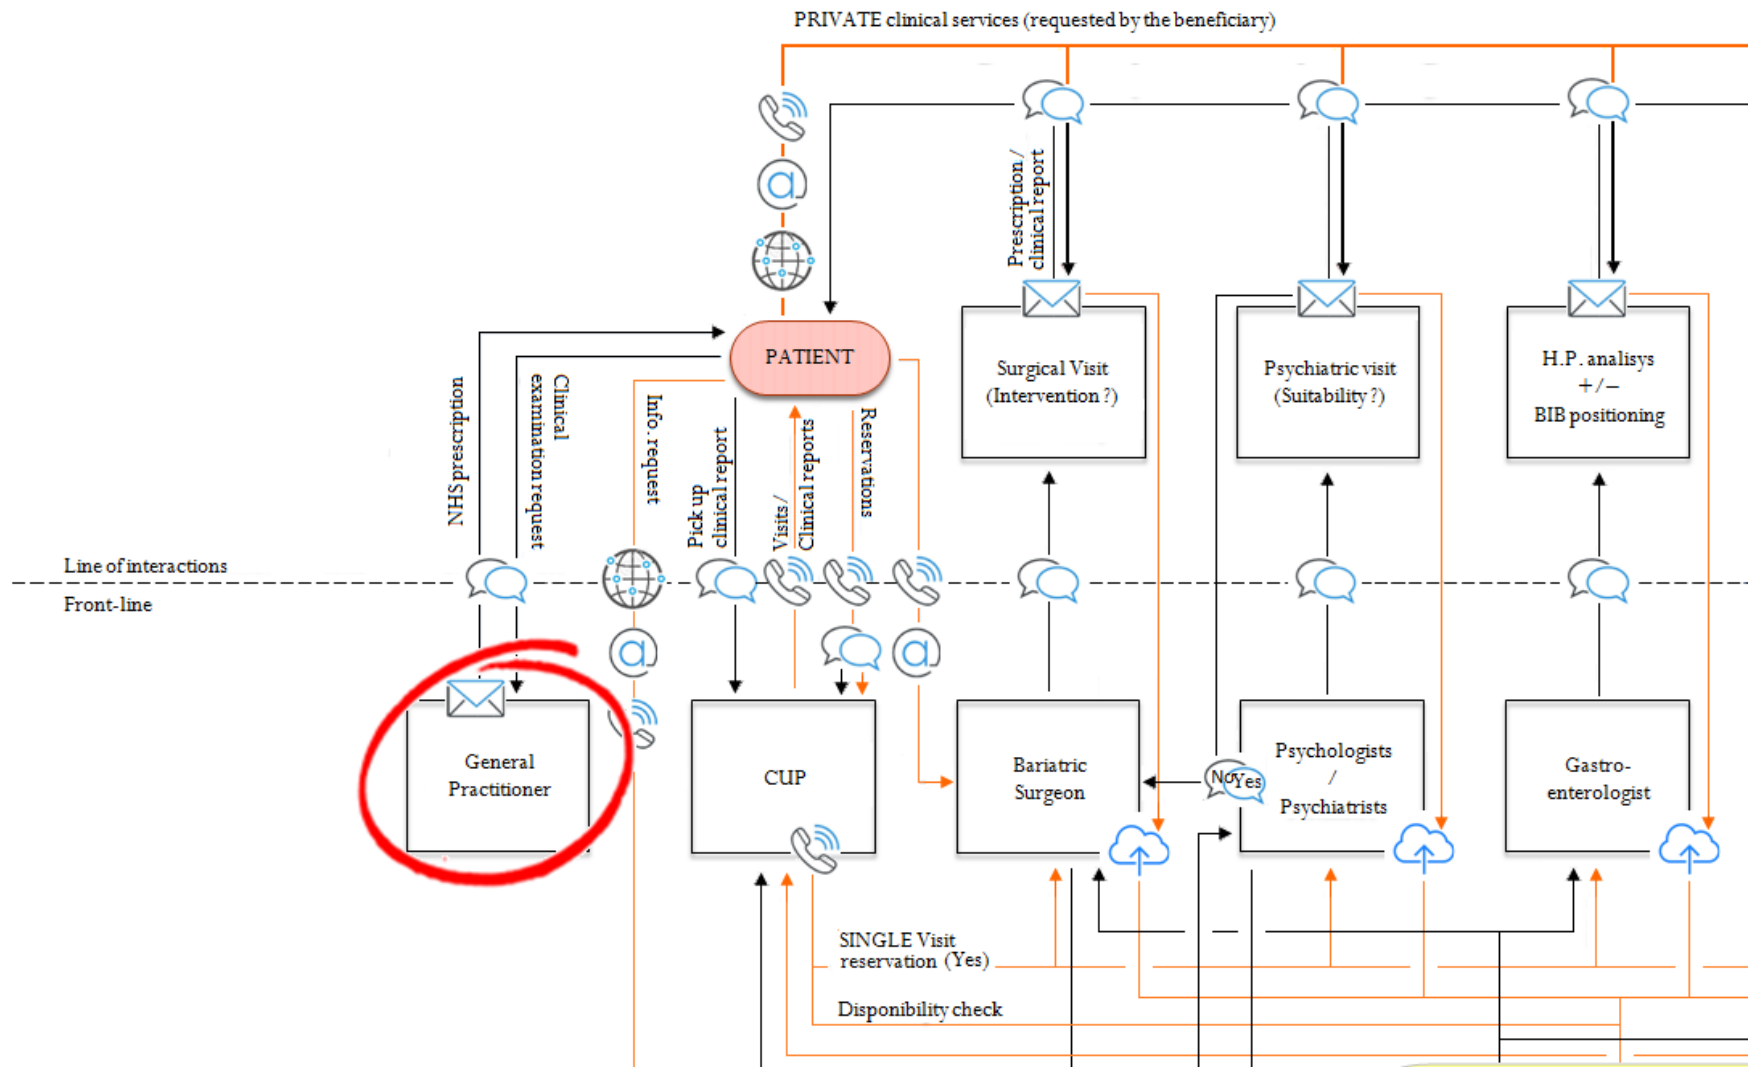 PRIVATE clinical services (requested by the beneficiary)
Prescription /
clinical report
PATIENT
Surgical Visit
(Intervention ?)
Psychiatric visit
(Suitability ?)
H.P. analisys
+/−
BIB positioning
NHS prescription
Clinical
examination request
Info. request
Pick up
clinical report
Visits /
Clinical reports
Reservations
Line of interactions
Front-line
General
Practitioner
CUP
Bariatric
Surgeon
No
Yes
Psychologists
/
Psychiatrists
Gastro-
enterologist
SINGLE Visit
reservation (Yes)
Disponibility check